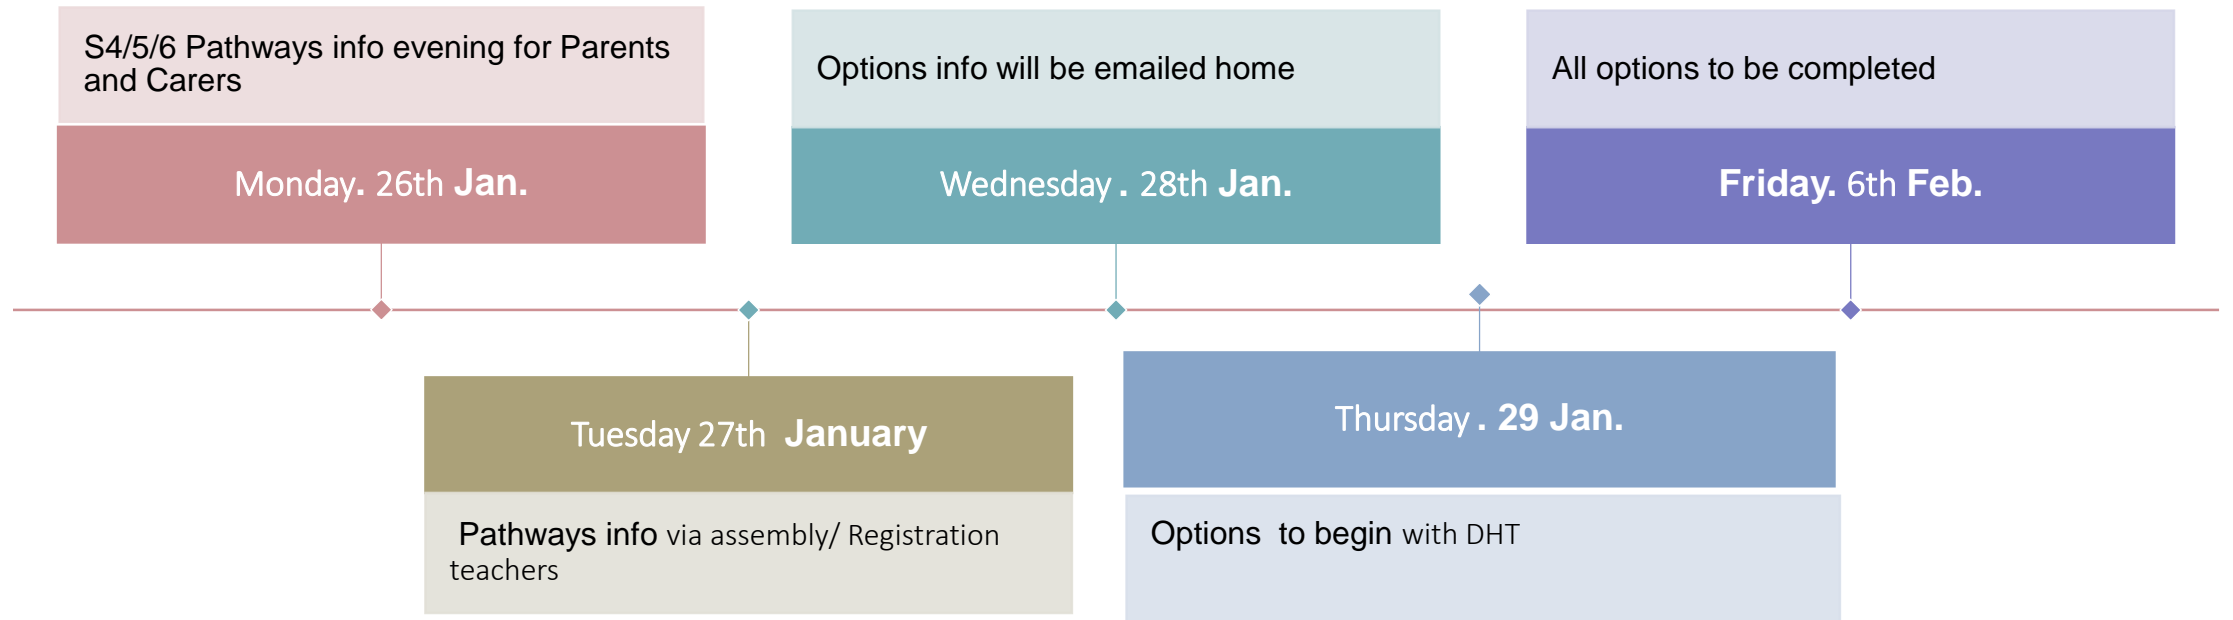 S4/5/6 Pathways info evening for Parents
and Carers
Monday. 26th Jan.
Tuesday 27th January
Pathways info via assembly/ Registration
teachers
Options info will be emailed home
Wednesday . 28th Jan.
Thursday . 29 Jan.
Options to begin with DHT
All options to be completed
Friday. 6th Feb.